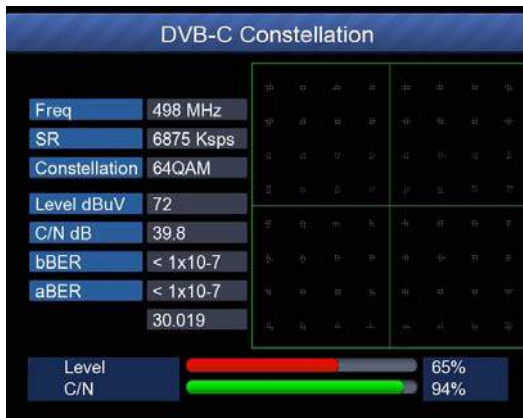 DVB-C Constellation
Freq 498 MHz
SR 6875 Ksps
Constellation 64QAM
Level dBuV 72
C/N dB 39.8
bBER < 1x10-7
aBER < 1x10-7
30.019
Level 65%
C/N 94%